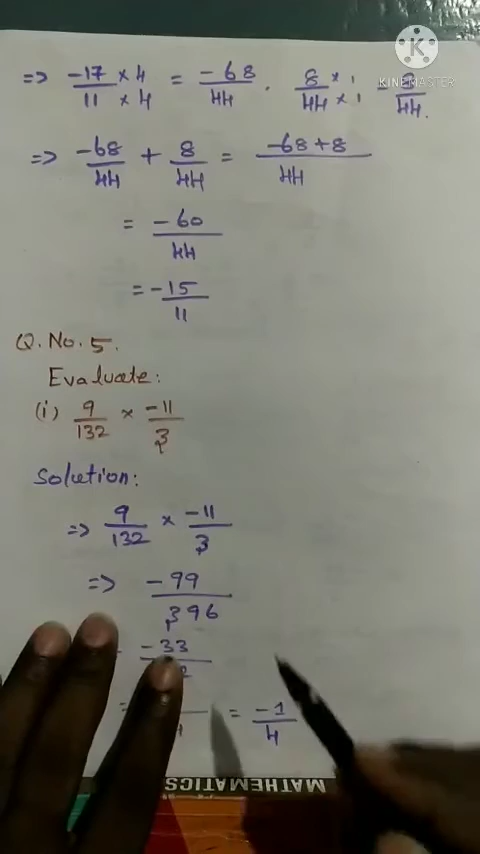 KINEMASTER
=> -17/11 × 4/× 4 = -68/44 . 8/44 × 1/× 1 = 8/44.
=> -68/44 + 8/44 = -68+8/44
= -60/44
= -15/11
Q.No.5.
Evaluate:
(i) 9/132 × -11/3
Solution:
=> 9/132 × -11/3
=> -99/396
-33
= = -1/4
MATHEMATICS